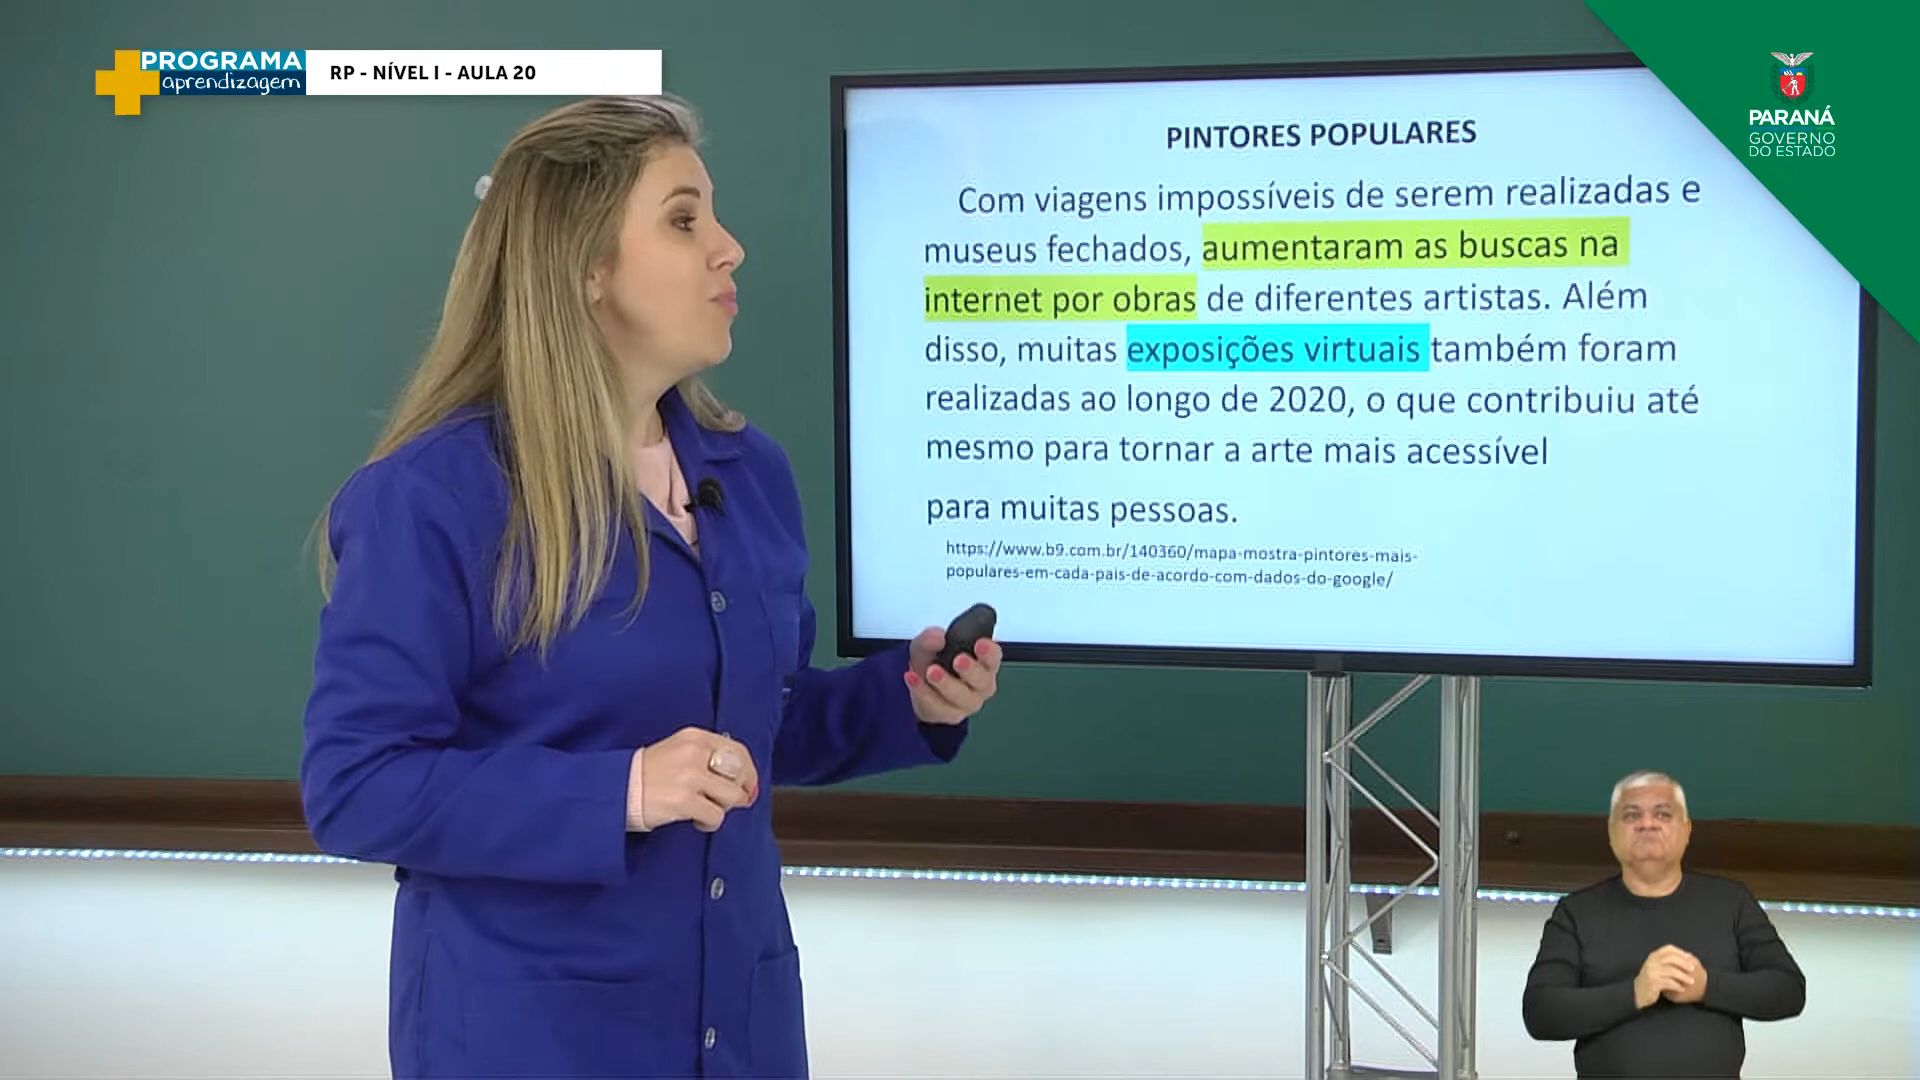 PROGRAMA
aprendizagem
RP - NÍVEL I - AULA 20
PARANÁ
GOVERNO
DO ESTADO
PINTORES POPULARES
Com viagens impossíveis de serem realizadas e
museus fechados, aumentaram as buscas na
internet por obras de diferentes artistas. Além
disso, muitas exposições virtuais também foram
realizadas ao longo de 2020, o que contribuiu até
mesmo para tornar a arte mais acessível
para muitas pessoas.
https://www.b9.com.br/140360/mapa-mostra-pintores-mais-
populares-em-cada-pais-de-acordo-com-dados-do-google/